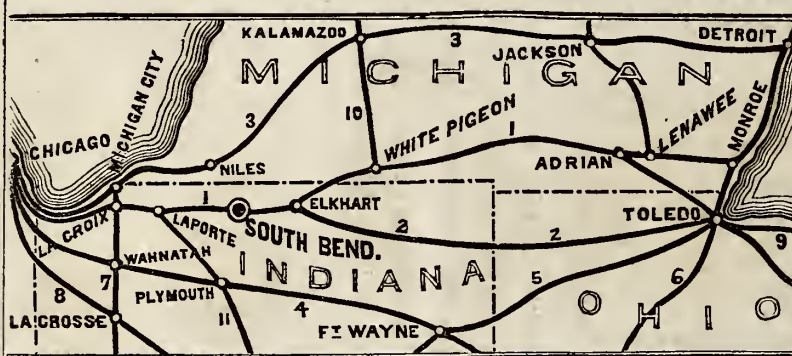 KALAMAZOO
3
JACKSON
DETROIT
MICHIGAN
MICHIGAN CITY
CHICAGO
3
10
WHITE PIGEON
1
LENAWEE
MONROE
NILES
ADRIAN
1
ELKHART
LA CROIX
LAPORTE
SOUTH BEND.
2
2
TOLEDO
9
WAHNATAH
INDIANA
5
6
7
8
PLYMOUTH
4
OHIO
LA CROSSE
11
FT WAYNE